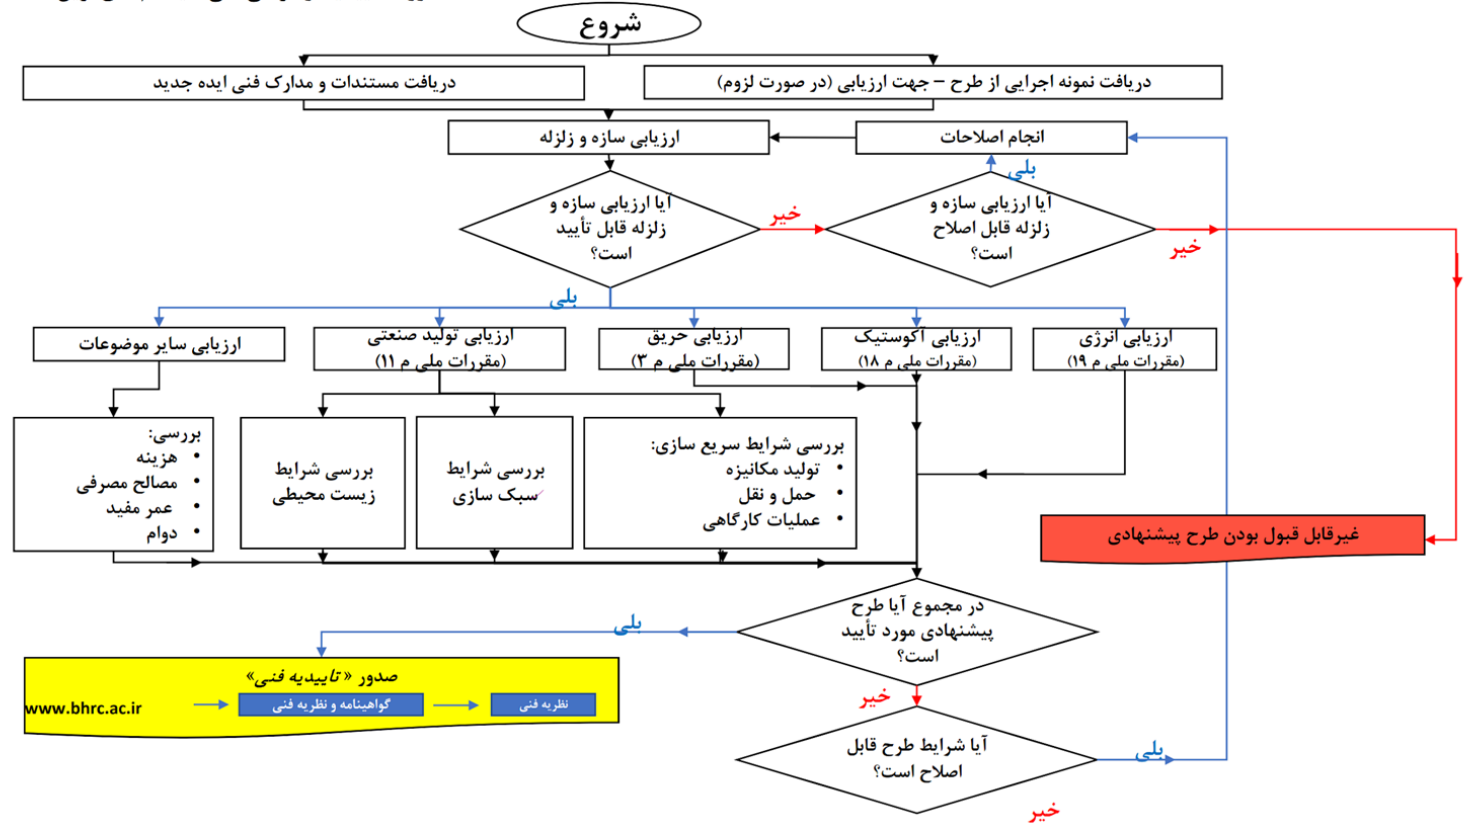 شروع
دریافت نمونه اجرایی از طرح – جهت ارزیابی (در صورت لزوم)
دریافت مستندات و مدارک فنی ایده جدید
انجام اصلاحات
ارزیابی سازه و زلزله
بلی
آیا ارزیابی سازه و
زلزله قابل تأیید
است؟
خیر
آیا ارزیابی سازه و
زلزله قابل اصلاح
است؟
خیر
بلی
ارزیابی انرژی
(مقررات ملی م ۱۹)
ارزیابی آکوستیک
(مقررات ملی م ۱۸)
ارزیابی حریق
(مقررات ملی م ۳)
ارزیابی تولید صنعتی
(مقررات ملی م ۱۱)
ارزیابی سایر موضوعات
بررسی شرایط سریع سازی:
• تولید مکانیزه
• حمل و نقل
• عملیات کارگاهی
بررسی شرایط
سبک سازی
بررسی شرایط
زیست محیطی
بررسی:
• هزینه
• مصالح مصرفی
• عمر مفید
• دوام
غیرقابل قبول بودن طرح پیشنهادی
در مجموع آیا طرح
پیشنهادی مورد تأیید
است؟
بلی
صدور « تاییدیه فنی»
نظریه فنی
گواهینامه و نظریه فنی
www.bhrc.ac.ir
خیر
آیا شرایط طرح قابل
اصلاح است؟
بلی
خیر